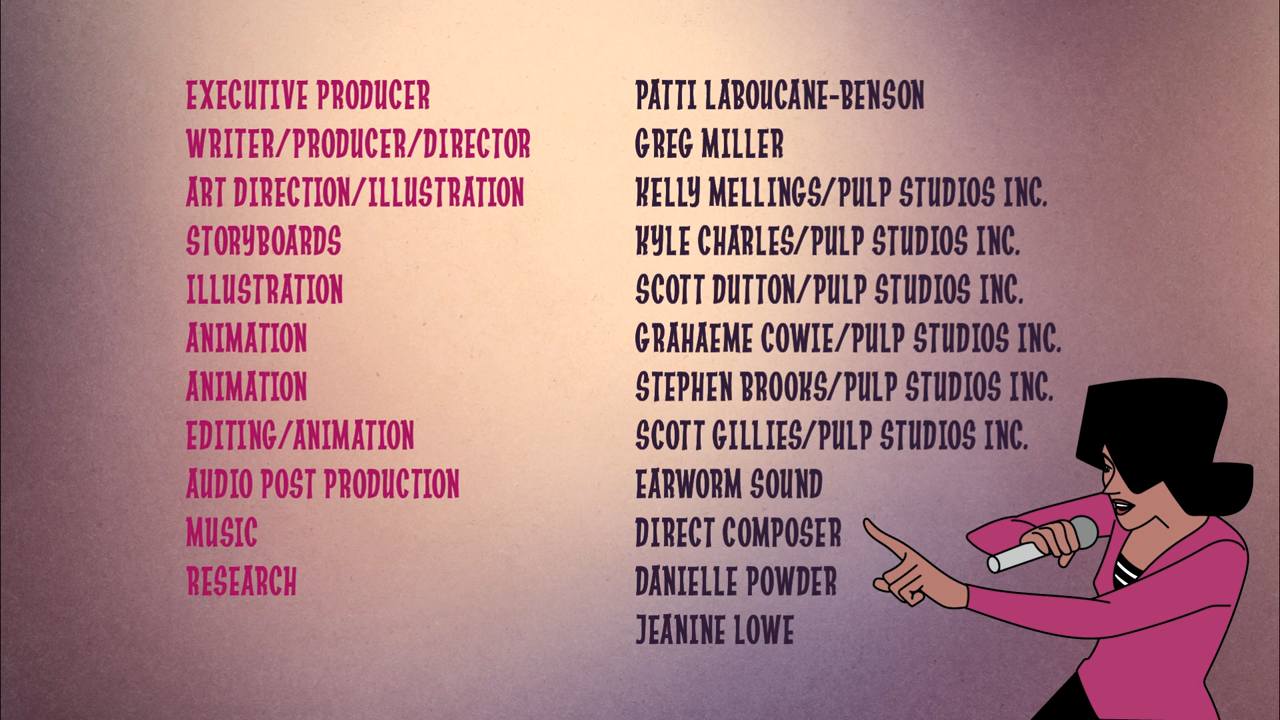 EXECUTIVE PRODUCER PATTI LABOUCANE-BENSON
WRITER/PRODUCER/DIRECTOR GREG MILLER
ART DIRECTION/ILLUSTRATION KELLY MELLINGS/PULP STUDIOS INC.
STORYBOARDS KYLE CHARLES/PULP STUDIOS INC.
ILLUSTRATION SCOTT DUTTON/PULP STUDIOS INC.
ANIMATION GRAHAEME COWIE/PULP STUDIOS INC.
ANIMATION STEPHEN BROOKS/PULP STUDIOS INC.
EDITING/ANIMATION SCOTT GILLIES/PULP STUDIOS INC.
AUDIO POST PRODUCTION EARWORM SOUND
MUSIC DIRECT COMPOSER
RESEARCH DANIELLE POWDER
JEANINE LOWE